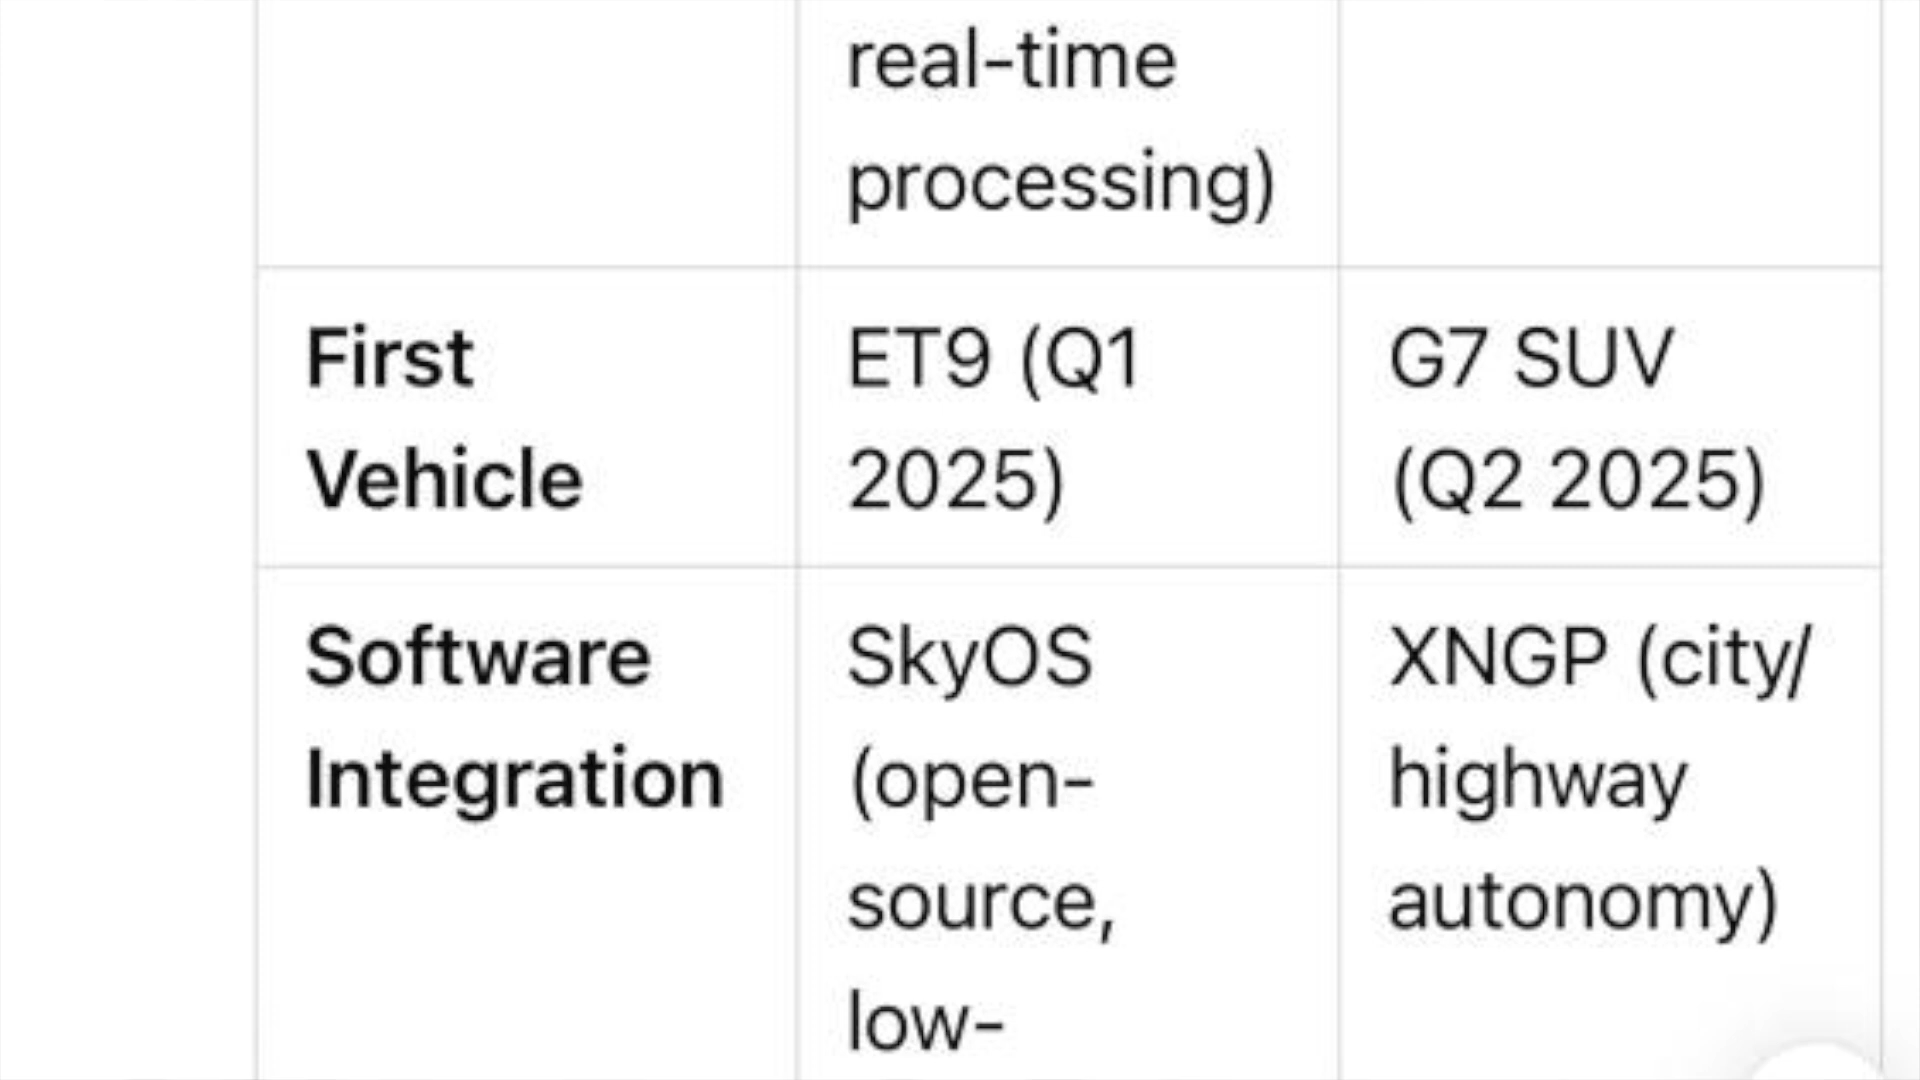 real-time
processing)
First
Vehicle
ET9 (Q1
2025)
G7 SUV
(Q2 2025)
Software
Integration
SkyOS
(open-
source,
low-
XNGP (city/
highway
autonomy)